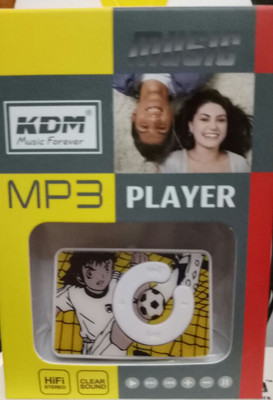 MUSIC
KDM®
Music Forever
MP3 PLAYER
HiFi
STEREO
CLEAR
SOUND